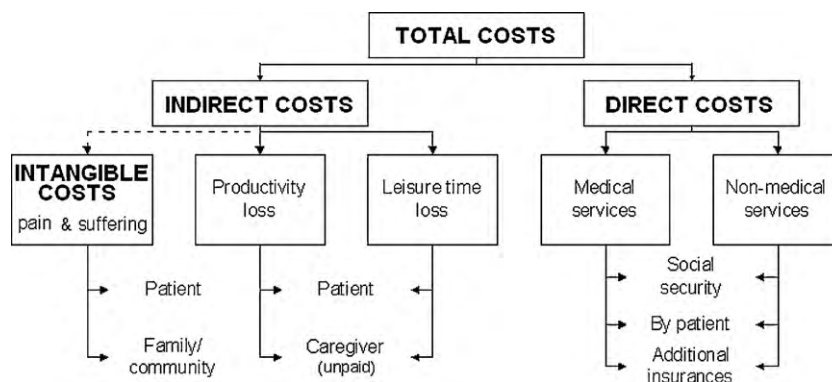 TOTAL COSTS
INDIRECT COSTS
DIRECT COSTS
INTANGIBLE
COSTS
pain & suffering
Productivity
loss
Leisure time
loss
Medical
services
Non-medical
services
Patient
Family/
community
Patient
Caregiver
(unpaid)
Social
security
By patient
Additional
insurances